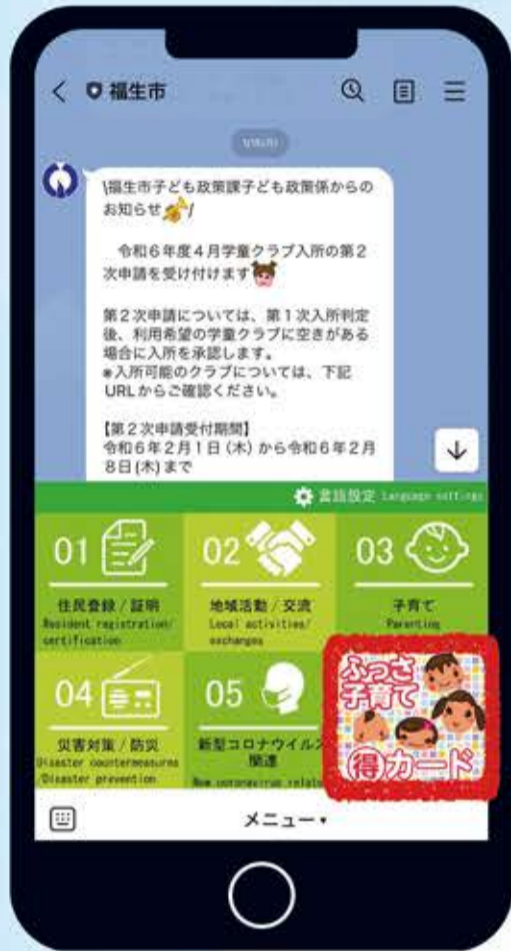 福生市
\福生市子ども政策課子ども政策係からの
お知らせ/
令和6年度4月学童クラブ入所の第2
次申請を受け付けます
第2次申請については、第1次入所判定
後、利用希望の学童クラブに空きがある
場合に入所を承認します。
※入所可能のクラブについては、下記
URLからご確認ください。
【第2次申請受付期間】
令和6年2月1日(木)から令和6年2月
8日(木)まで
言語設定 Language settings
01
住民登録/証明
Resident registration/
certification
02
地域活動/交流
Local activities/
exchanges
03
子育て
Parenting
04
災害対策/防災
Disaster countermeasures
/Disaster prevention
05
新型コロナウイルス
関連
New coronavirus relate
ふっさ
子育て
得カード
メニュー▾